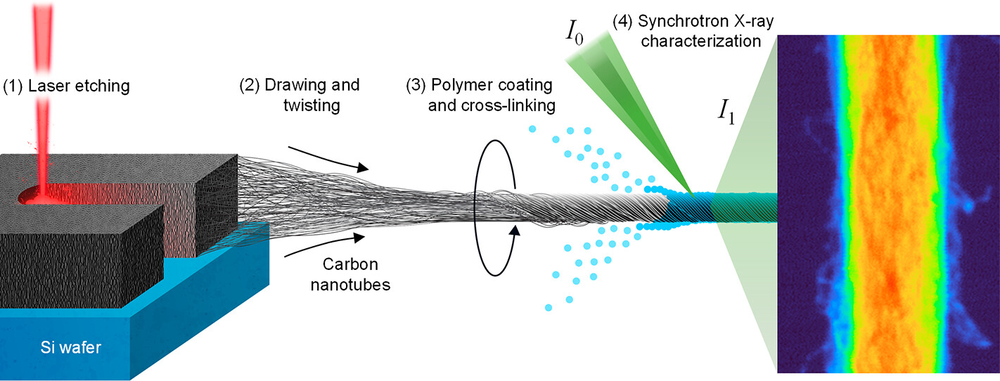 (1) Laser etching
(2) Drawing and
twisting
(3) Polymer coating
and cross-linking
I0
(4) Synchrotron X-ray
characterization
I1
Carbon
nanotubes
Si wafer